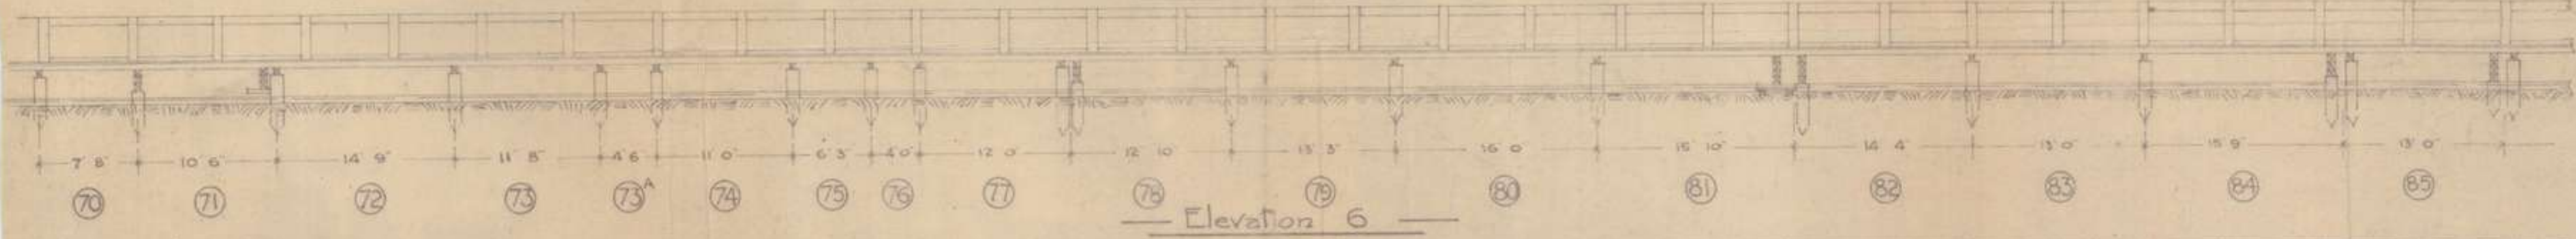 7' 8" 10' 6" 14' 9" 11' 8" 4' 6" 11' 0" 6' 3" 4' 0" 12' 0" 12' 10" 13' 3" 16' 0" 15' 10" 14' 4" 13' 0" 15' 9" 13' 0"
70 71 72 73 73A 74 75 76 77 78 79 80 81 82 83 84 85
Elevation 6